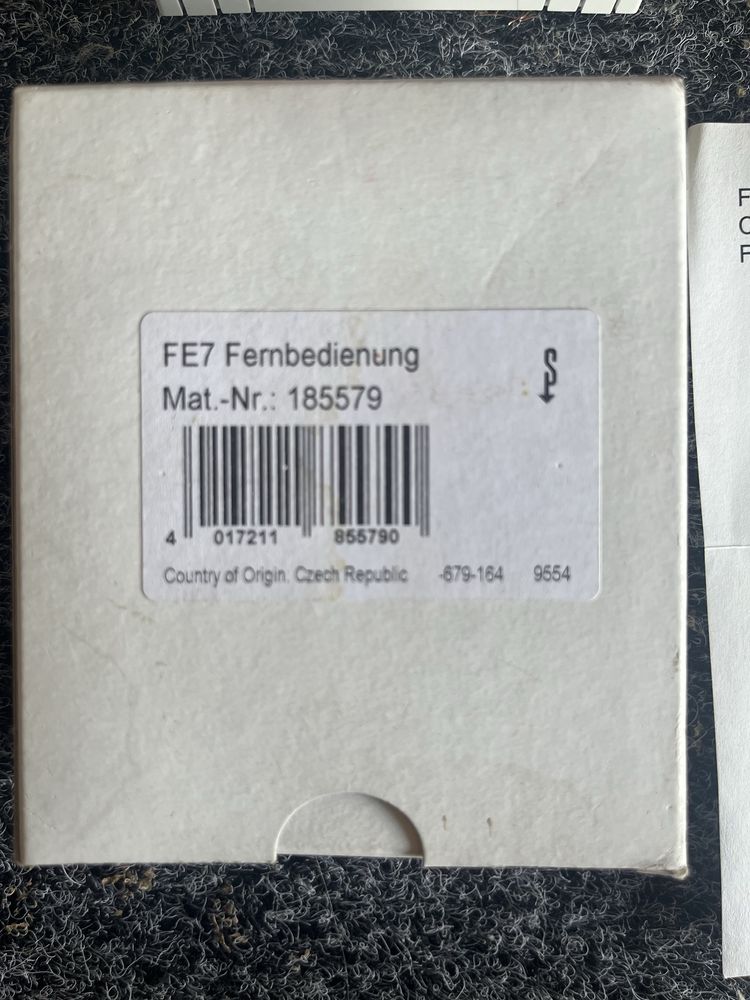 FE7 Fernbedienung
Mat.-Nr.: 185579
4 017211 855790
Country of Origin: Czech Republic -679-164 9554
F
C
F